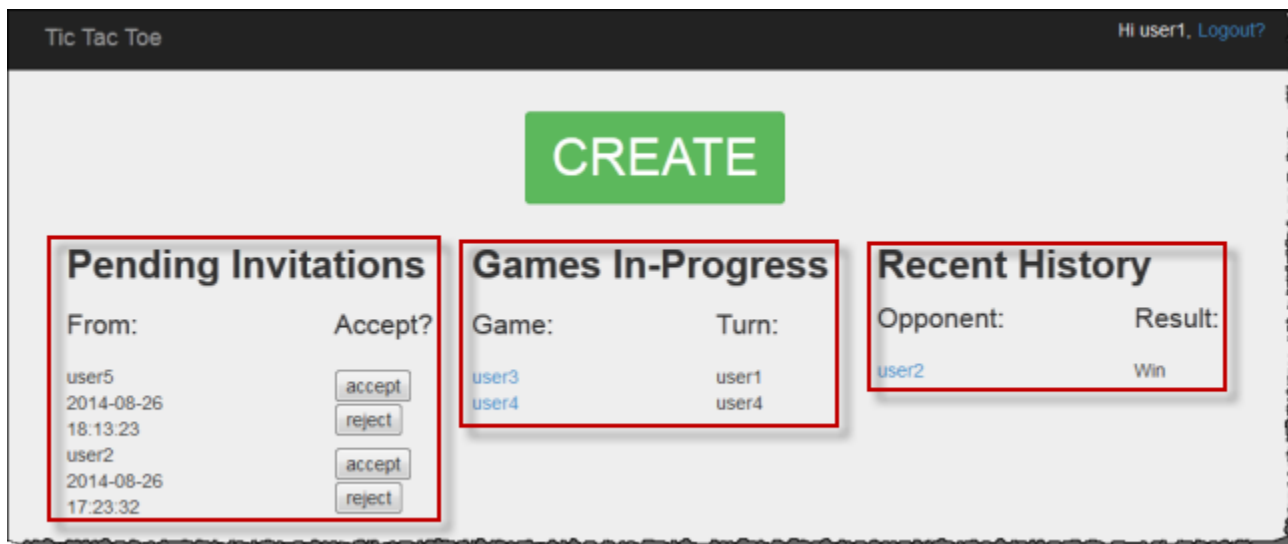 Tic Tac Toe
Hi user1, Logout?
CREATE
Pending Invitations
From: Accept?
user5
2014-08-26
18:13:23
accept
reject
user2
2014-08-26
17:23:32
accept
reject
Games In-Progress
Game: Turn:
user3 user1
user4 user4
Recent History
Opponent: Result:
user2 Win